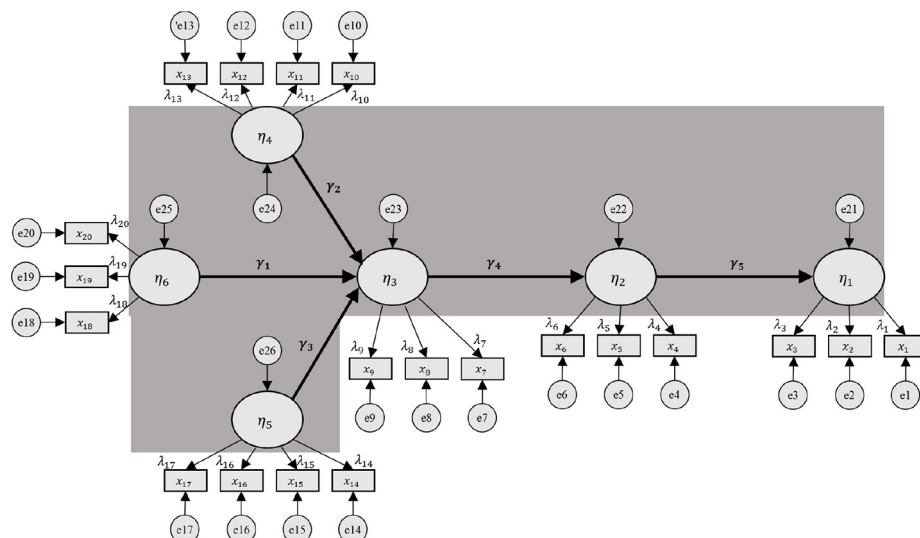 'e13 e12 e11 e10
x₁₃ x₁₂ x₁₁ x₁₀
λ₁₃ λ₁₂ λ₁₁ λ₁₀
η₄
γ₂
e25 e24 e23 e22 e21
e20 x₂₀ λ₂₀
e19 x₁₉ λ₁₉ η₆ γ₁ η₃ γ₄ η₂ γ₅ η₁
e18 x₁₈ λ₁₈
λ₉ λ₈ λ₇ λ₆ λ₅ λ₄ λ₃ λ₂ λ₁
x₆ x₅ x₄ x₃ x₂ x₁
e26 γ₃
x₉ x₈ x₇
e6 e5 e4 e3 e2 e1
e9 e8 e7
η₅
λ₁₇ λ₁₆ λ₁₅ λ₁₄
x₁₇ x₁₆ x₁₅ x₁₄
e17 e16 e15 e14